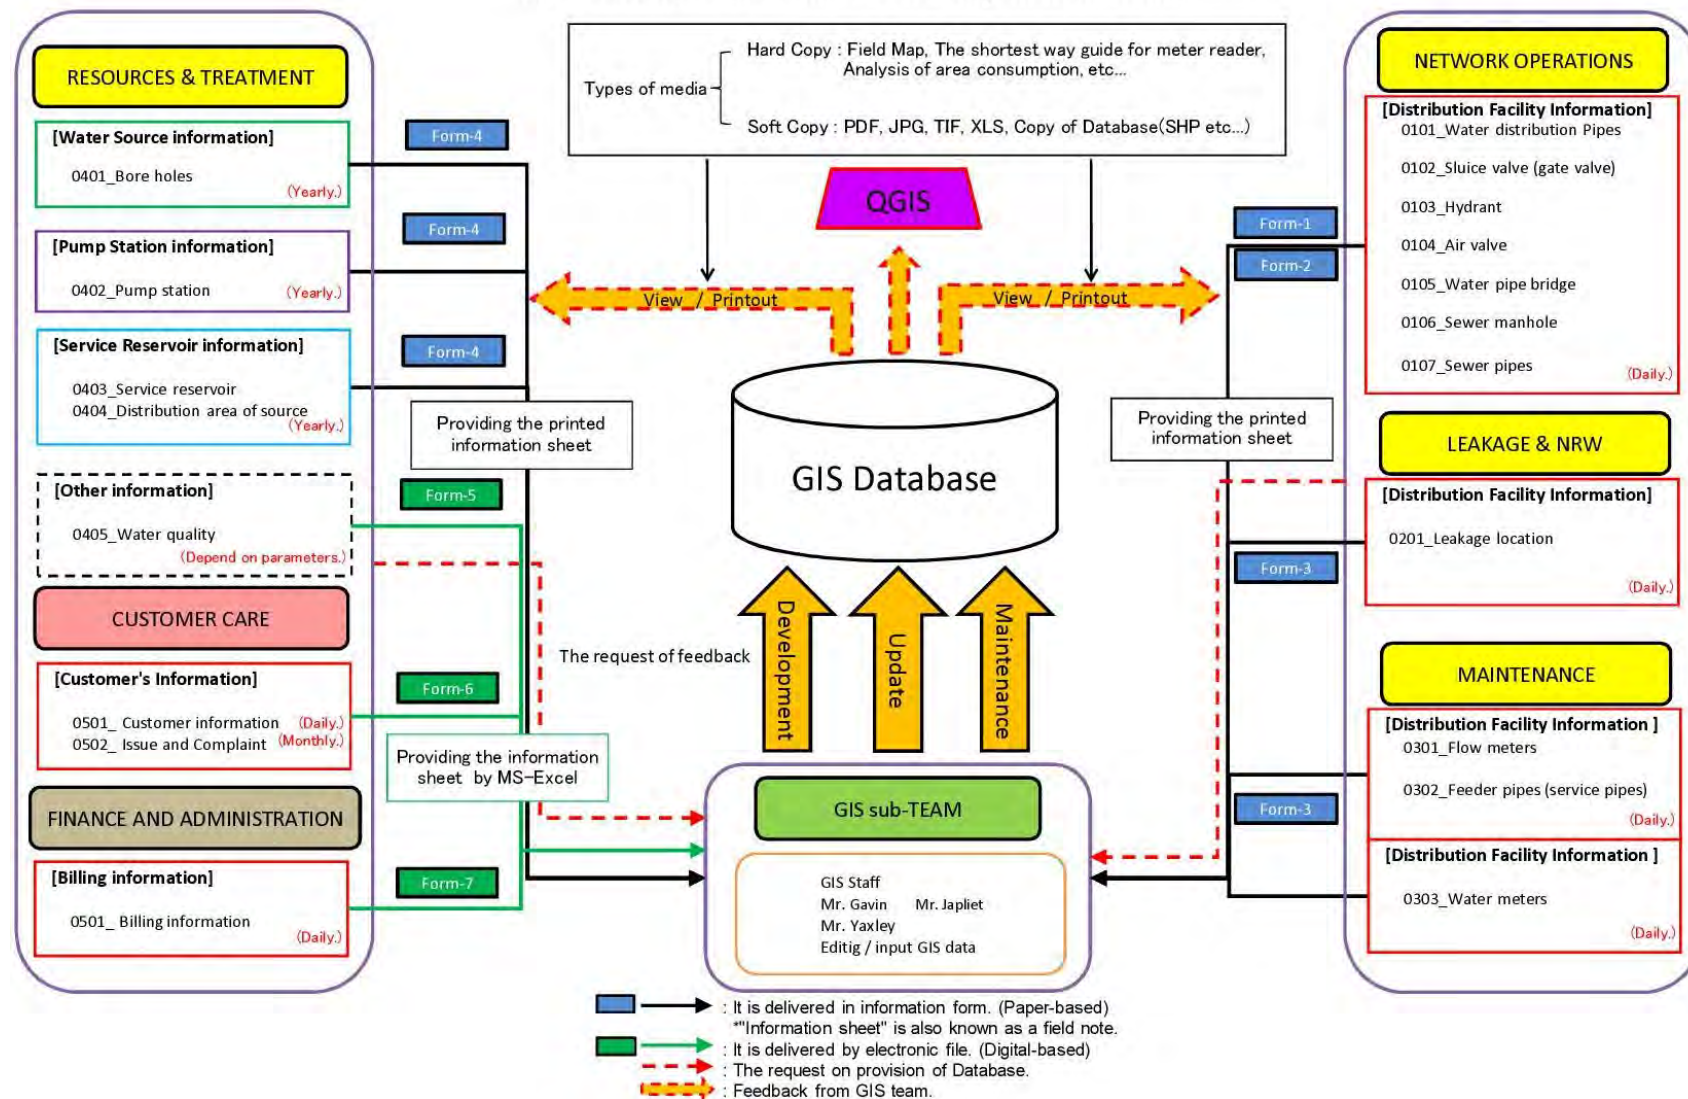 RESOURCES & TREATMENT
[Water Source information]
0401_Bore holes
(Yearly.)
[Pump Station information]
0402_Pump station
(Yearly.)
[Service Reservoir information]
0403_Service reservoir
0404_Distribution area of source
(Yearly.)
[Other information]
0405_Water quality
(Depend on parameters.)
CUSTOMER CARE
[Customer's Information]
0501_ Customer information (Daily.)
0502_ Issue and Complaint (Monthly.)
FINANCE AND ADMINISTRATION
[Billing information]
0501_ Billing information
(Daily.)
Form-4
Form-4
Form-4
Providing the printed
information sheet
Form-5
Form-6
Providing the information
sheet by MS-Excel
Form-7
Types of media
Hard Copy : Field Map, The shortest way guide for meter reader,
Analysis of area consumption, etc...
Soft Copy : PDF, JPG, TIF, XLS, Copy of Database(SHP etc...)
QGIS
View / Printout
View / Printout
GIS Database
The request of feedback
Development
Update
Maintenance
GIS sub-TEAM
GIS Staff
Mr. Gavin Mr. Japliet
Mr. Yaxley
Editig / input GIS data
Form-1
Form-2
Providing the printed
information sheet
Form-3
Form-3
NETWORK OPERATIONS
[Distribution Facility Information]
0101_Water distribution Pipes
0102_Sluice valve (gate valve)
0103_Hydrant
0104_Air valve
0105_Water pipe bridge
0106_Sewer manhole
0107_Sewer pipes
(Daily.)
LEAKAGE & NRW
[Distribution Facility Information]
0201_Leakage location
(Daily.)
MAINTENANCE
[Distribution Facility Information ]
0301_Flow meters
0302_Feeder pipes (service pipes)
(Daily.)
[Distribution Facility Information ]
0303_Water meters
(Daily.)
: It is delivered in information form. (Paper-based)
*"Information sheet" is also known as a field note.
: It is delivered by electronic file. (Digital-based)
: The request on provision of Database.
: Feedback from GIS team.